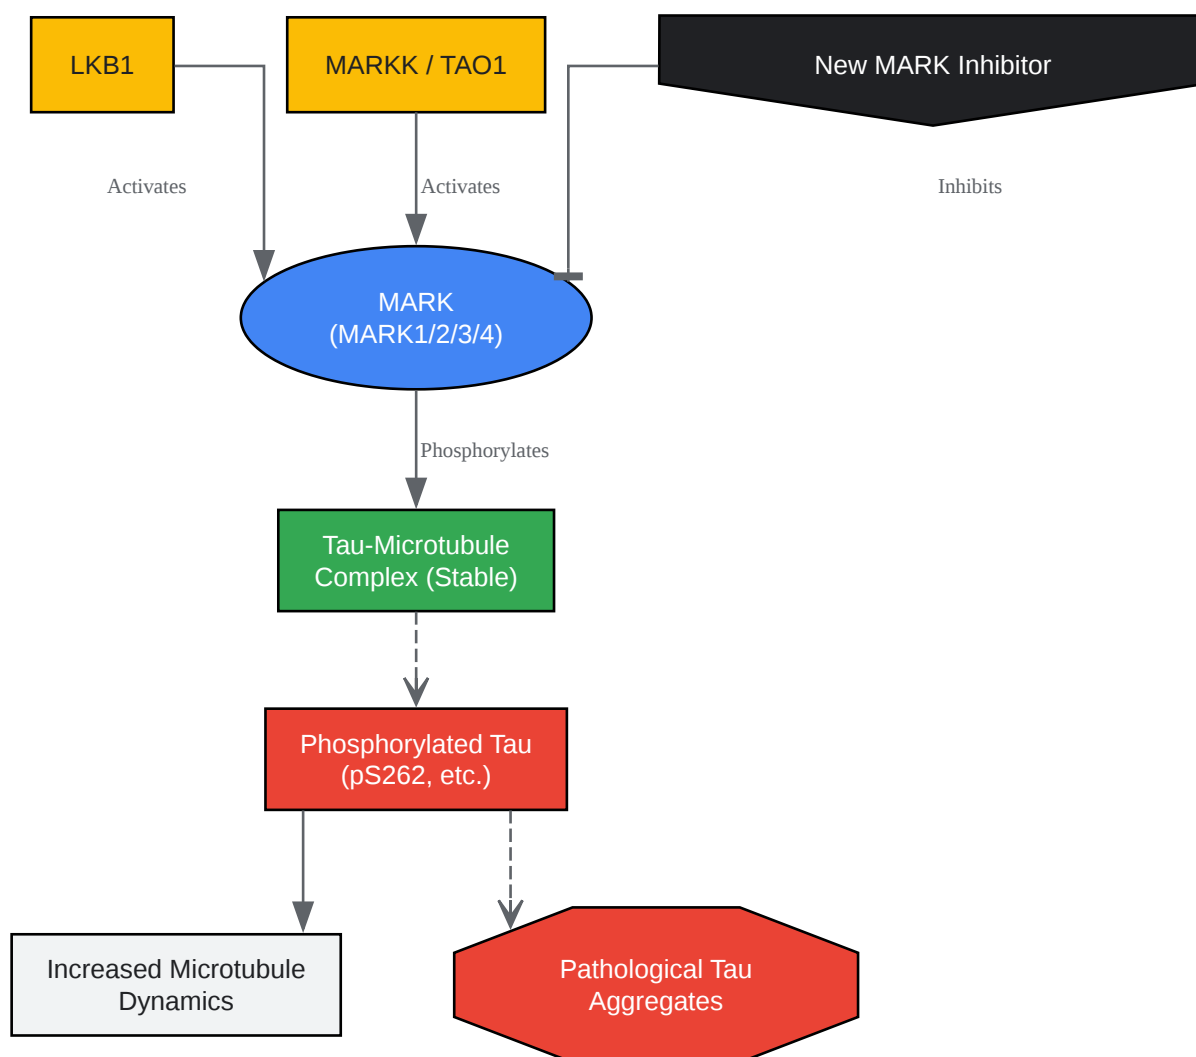 LKB1
MARKK / TAO1
New MARK Inhibitor
Activates
Activates
Inhibits
MARK
(MARK1/2/3/4)
Phosphorylates
Tau-Microtubule
Complex (Stable)
Phosphorylated Tau
(pS262, etc.)
Increased Microtubule
Dynamics
Pathological Tau
Aggregates